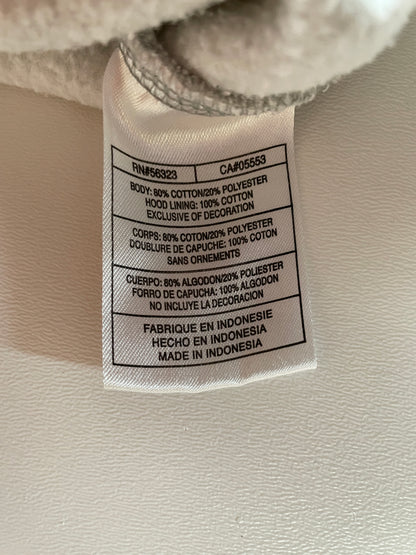 RN#56323 CA#05553
BODY: 80% COTTON/20% POLYESTER
HOOD LINING: 100% COTTON
EXCLUSIVE OF DECORATION
CORPS: 80% COTON/20% POLYESTER
DOUBLURE DE CAPUCHE: 100% COTON
SANS ORNEMENTS
CUERPO: 80% ALGODON/20% POLIESTER
FORRO DE CAPUCHA: 100% ALGODON
NO INCLUYE LA DECORACION
FABRIQUE EN INDONESIE
HECHO EN INDONESIA
MADE IN INDONESIA